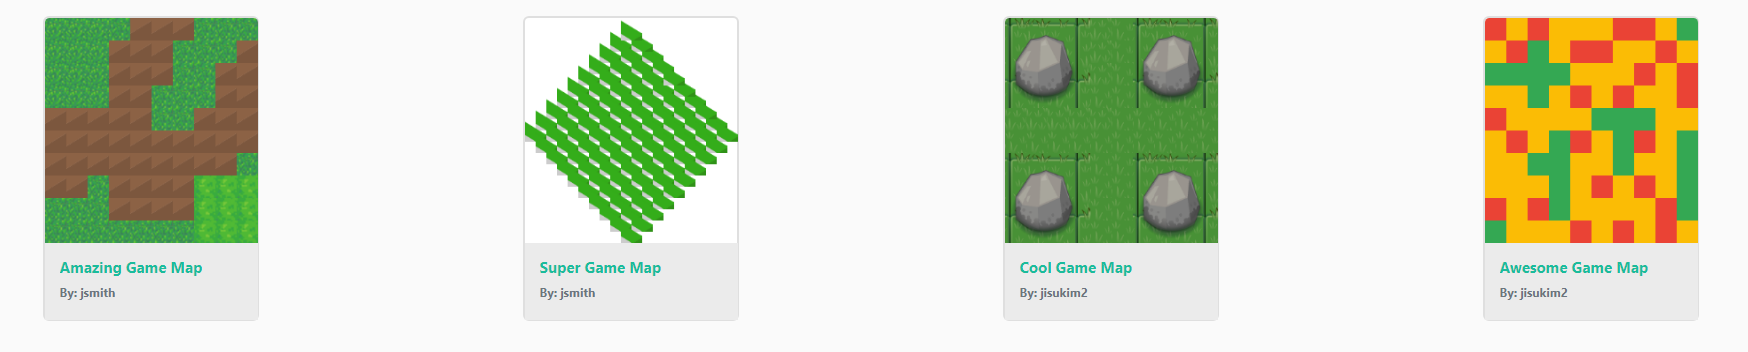 Amazing Game Map
By: jsmith
Super Game Map
By: jsmith
Cool Game Map
By: jisukim2
Awesome Game Map
By: jisukim2